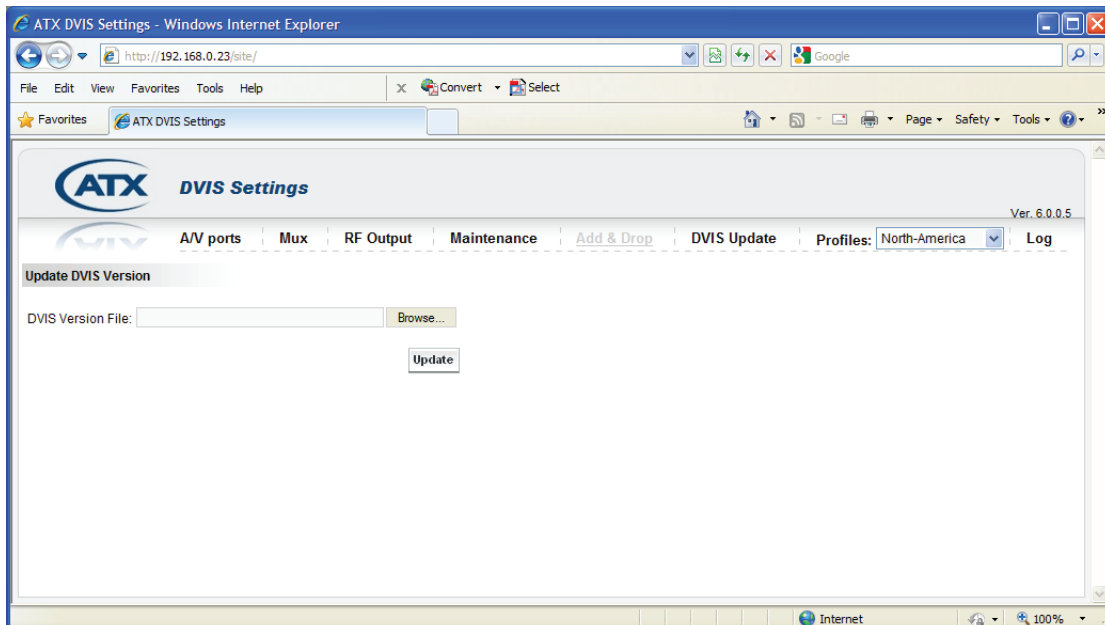 ATX DVIS Settings - Windows Internet Explorer
http://192.168.0.23/site/
Google
File Edit View Favorites Tools Help
x Convert Select
Favorites
ATX DVIS Settings
Page Safety Tools
ATX
DVIS Settings
Ver. 6.0.0.5
A/V ports Mux RF Output Maintenance Add & Drop DVIS Update Profiles: North-America Log
Update DVIS Version
DVIS Version File: Browse...
Update
Internet 100%